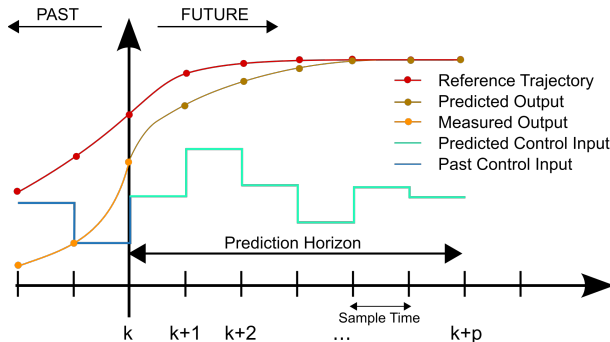 PAST
FUTURE
Reference Trajectory
Predicted Output
Measured Output
Predicted Control Input
Past Control Input
Prediction Horizon
Sample Time
k
k+1
k+2
...
k+p